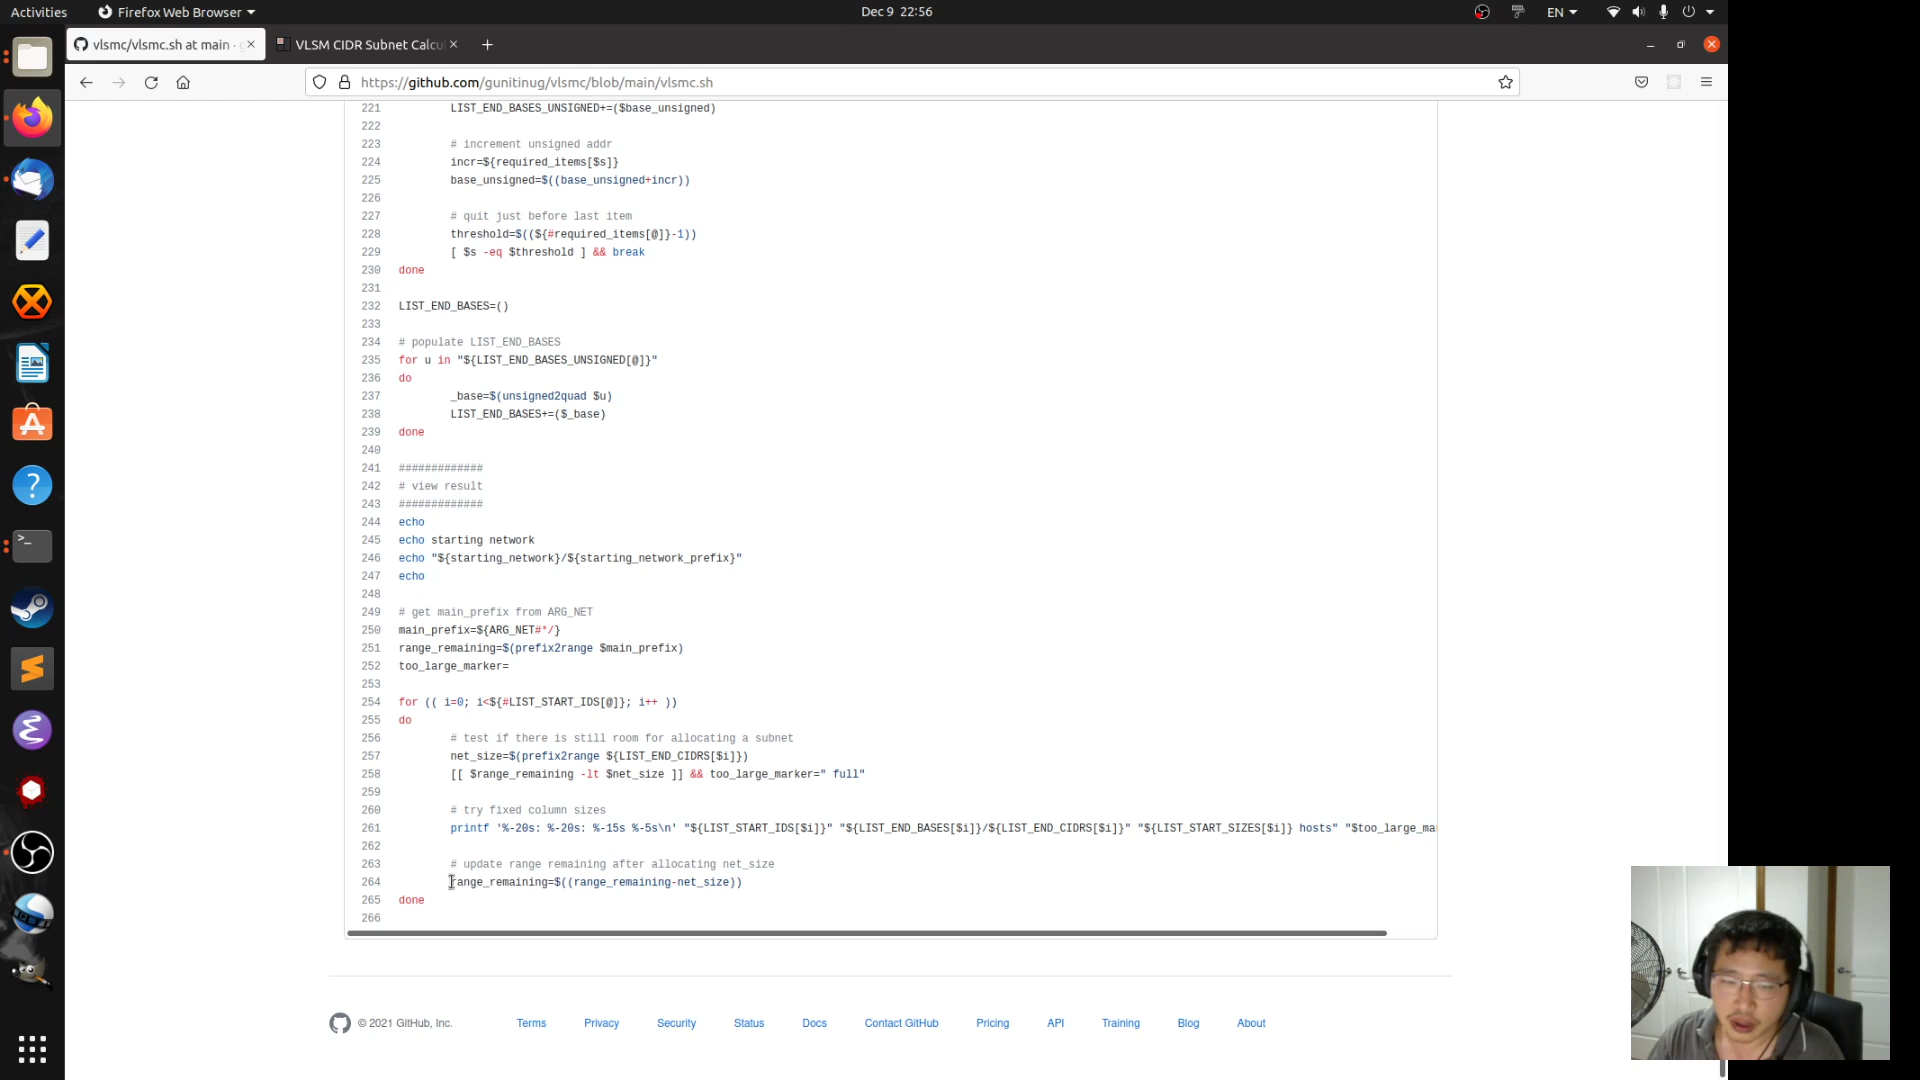 Activities
Firefox Web Browser
Dec 9 22:56
EN
vlsmc/vlsmc.sh at main · g
VLSM CIDR Subnet Calcu
https://github.com/gunitinug/vlsmc/blob/main/vlsmc.sh
221 LIST_END_BASES_UNSIGNED+=($base_unsigned)
222
223 # increment unsigned addr
224 incr=${required_items[$s]}
225 base_unsigned=$((base_unsigned+incr))
226
227 # quit just before last item
228 threshold=$((${#required_items[@]}-1))
229 [ $s -eq $threshold ] && break
230 done
231
232 LIST_END_BASES=()
233
234 # populate LIST_END_BASES
235 for u in "${LIST_END_BASES_UNSIGNED[@]}"
236 do
237 _base=$(unsigned2quad $u)
238 LIST_END_BASES+=($_base)
239 done
240
241 #############
242 # view result
243 #############
244 echo
245 echo starting network
246 echo "${starting_network}/${starting_network_prefix}"
247 echo
248
249 # get main_prefix from ARG_NET
250 main_prefix=${ARG_NET#*/}
251 range_remaining=$(prefix2range $main_prefix)
252 too_large_marker=
253
254 for (( i=0; i<${#LIST_START_IDS[@]}; i++ ))
255 do
256 # test if there is still room for allocating a subnet
257 net_size=$(prefix2range ${LIST_END_CIDRS[$i]})
258 [[ $range_remaining -lt $net_size ]] && too_large_marker=" full"
259
260 # try fixed column sizes
261 printf '%-20s: %-20s: %-15s %-5s\n' "${LIST_START_IDS[$i]}" "${LIST_END_BASES[$i]}/${LIST_END_CIDRS[$i]}" "${LIST_START_SIZES[$i]} hosts" "$too_large_ma
262
263 # update range remaining after allocating net_size
264 range_remaining=$((range_remaining-net_size))
265 done
266
© 2021 GitHub, Inc.
Terms
Privacy
Security
Status
Docs
Contact GitHub
Pricing
API
Training
Blog
About